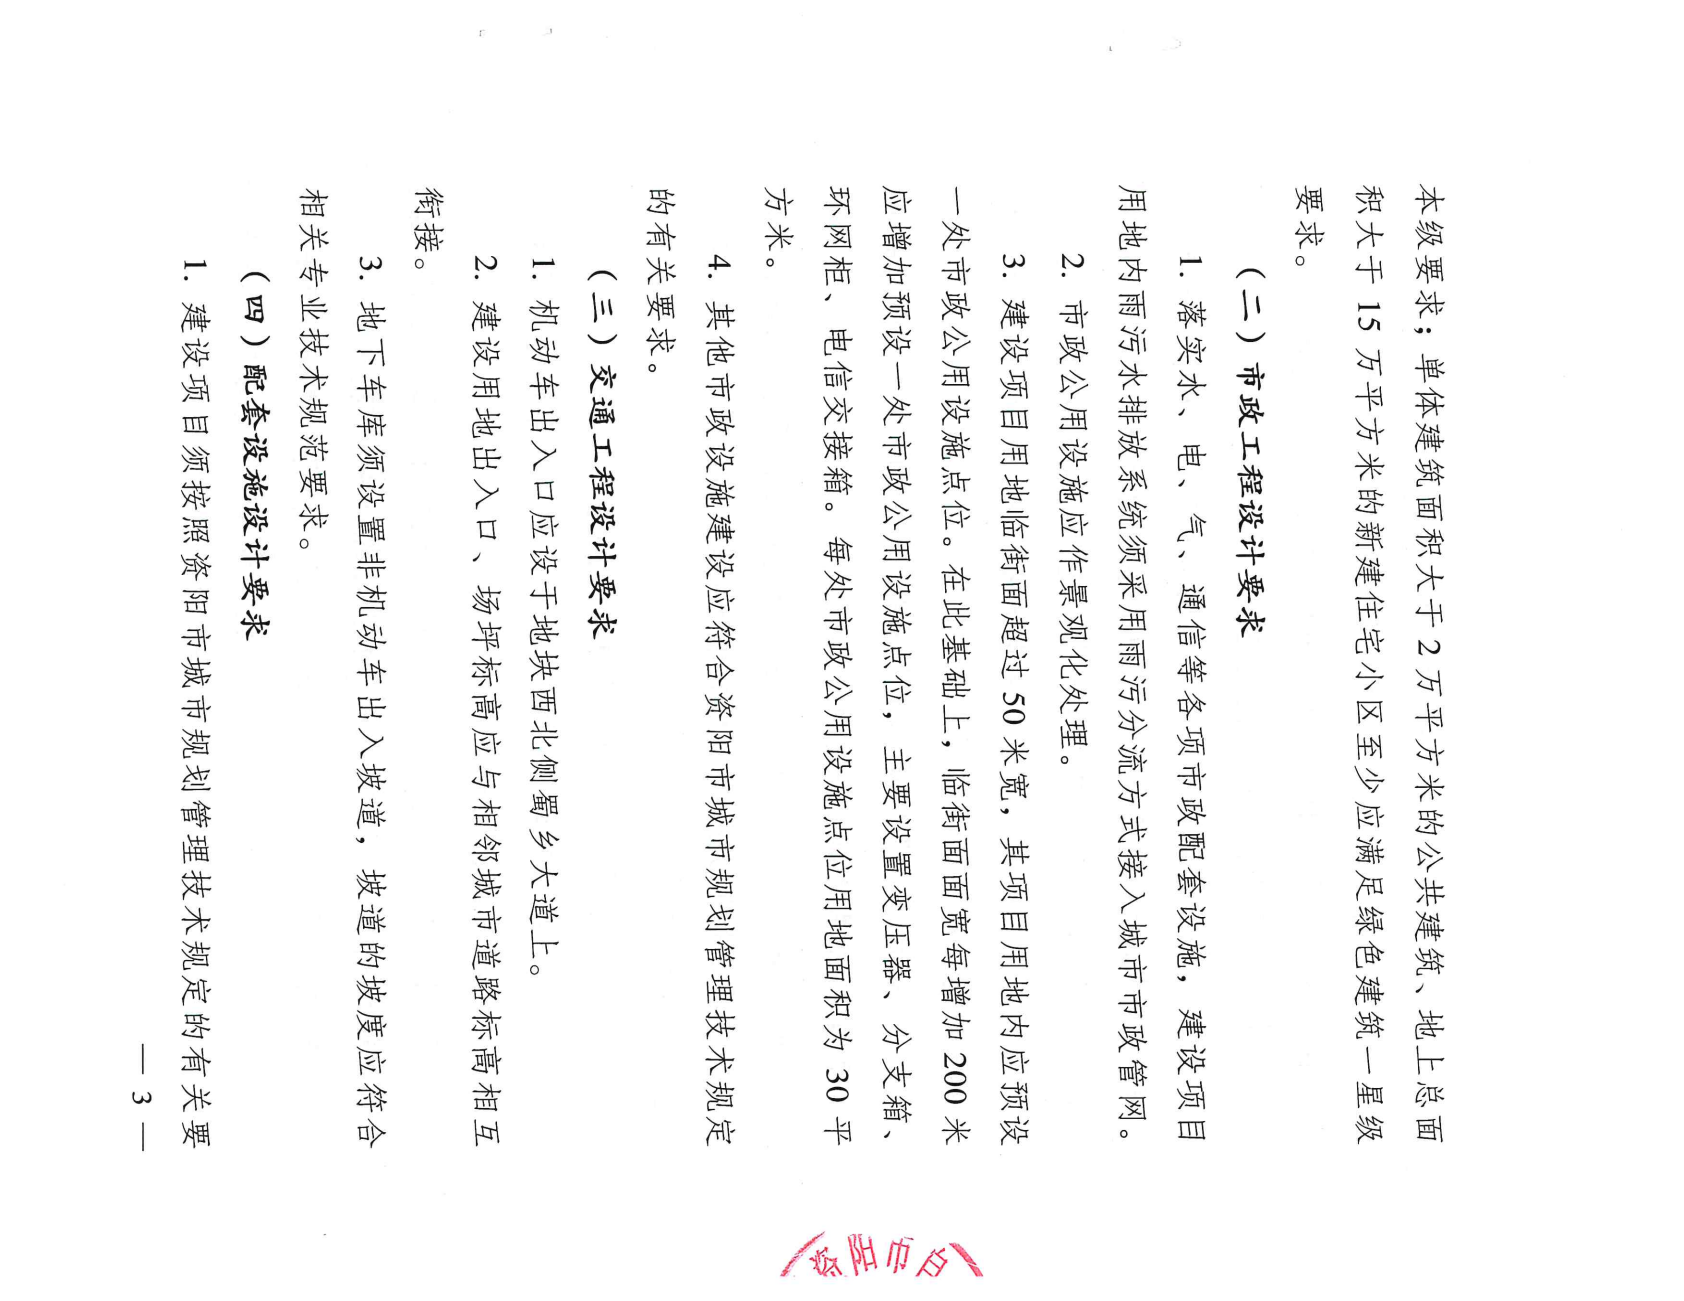 本级要求；单体建筑面积大于 2 万平方米的公共建筑、地上总面
积大于 15 万平方米的新建住宅小区至少应满足绿色建筑一星级
要求。
（二）市政工程设计要求
1. 落实水、电、气、通信等各项市政配套设施，建设项目
用地内雨污水排放系统须采用雨污分流方式接入城市市政管网。
2. 市政公用设施应作景观化处理。
3. 建设项目用地临街面超过 50 米宽，其项目用地内应预设
一处市政公用设施点位。在此基础上，临街面面宽每增加 200 米
应增加预设一处市政公用设施点位，主要设置变压器、分支箱、
环网柜、电信交接箱。每处市政公用设施点位用地面积为 30 平
方米。
4. 其他市政设施建设应符合资阳市城市规划管理技术规定
的有关要求。
（三）交通工程设计要求
1. 机动车出入口应设于地块西北侧蜀乡大道上。
2. 建设用地出入口、场坪标高应与相邻城市道路标高相互
衔接。
3. 地下车库须设置非机动车出入坡道，坡道的坡度应符合
相关专业技术规范要求。
（四）配套设施设计要求
1. 建设项目须按照资阳市城市规划管理技术规定的有关要
— 3 —
资阳市自